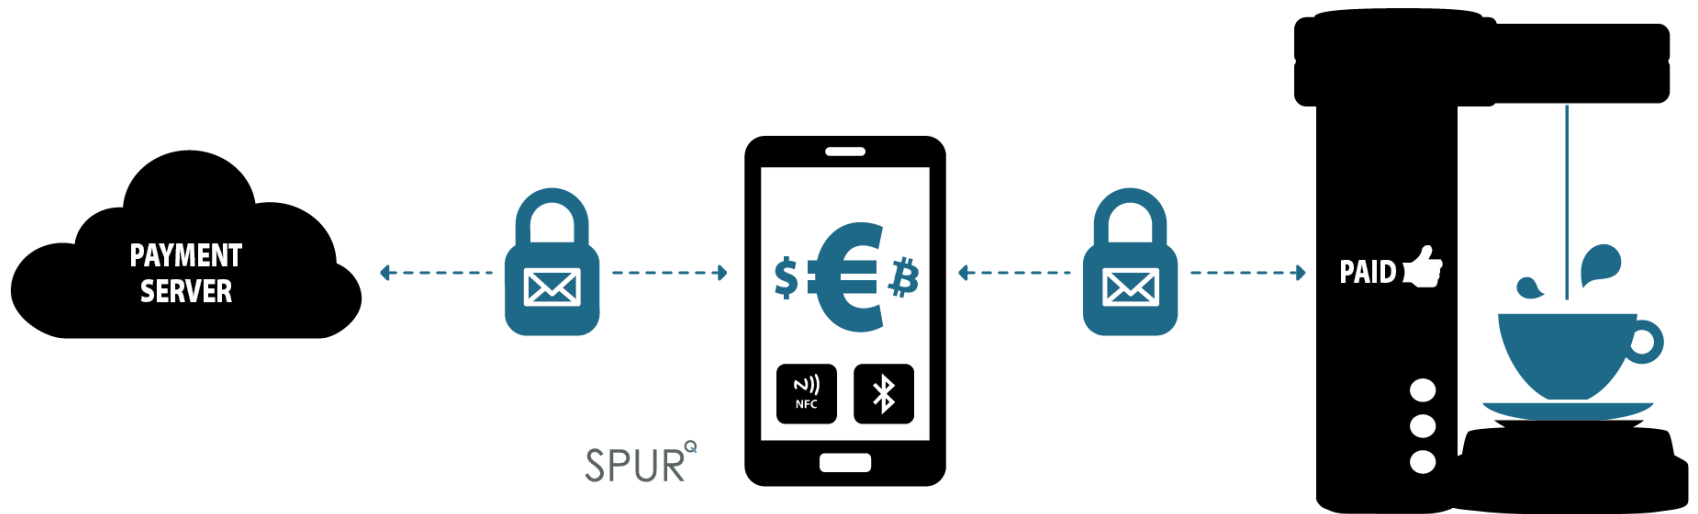 PAYMENT
SERVER
$ € ₿
NFC
PAID
SPUR Q